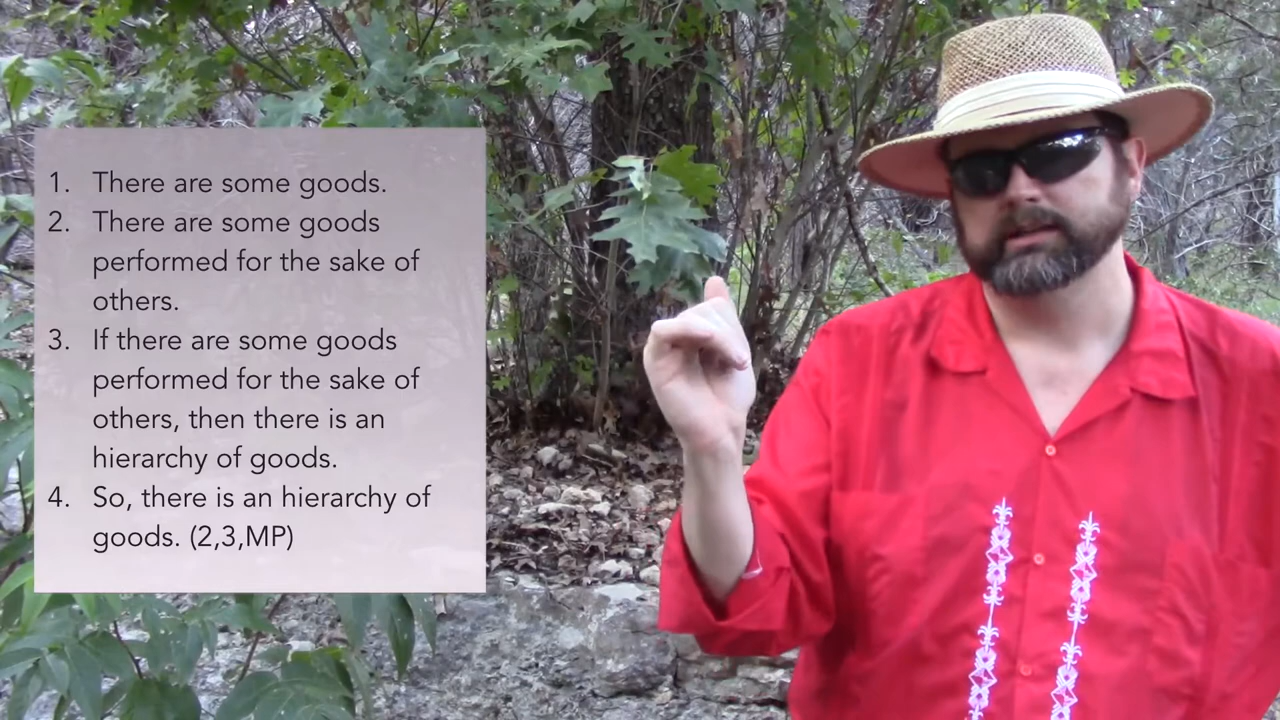 1. There are some goods.
2. There are some goods
performed for the sake of
others.
3. If there are some goods
performed for the sake of
others, then there is an
hierarchy of goods.
4. So, there is an hierarchy of
goods. (2,3,MP)